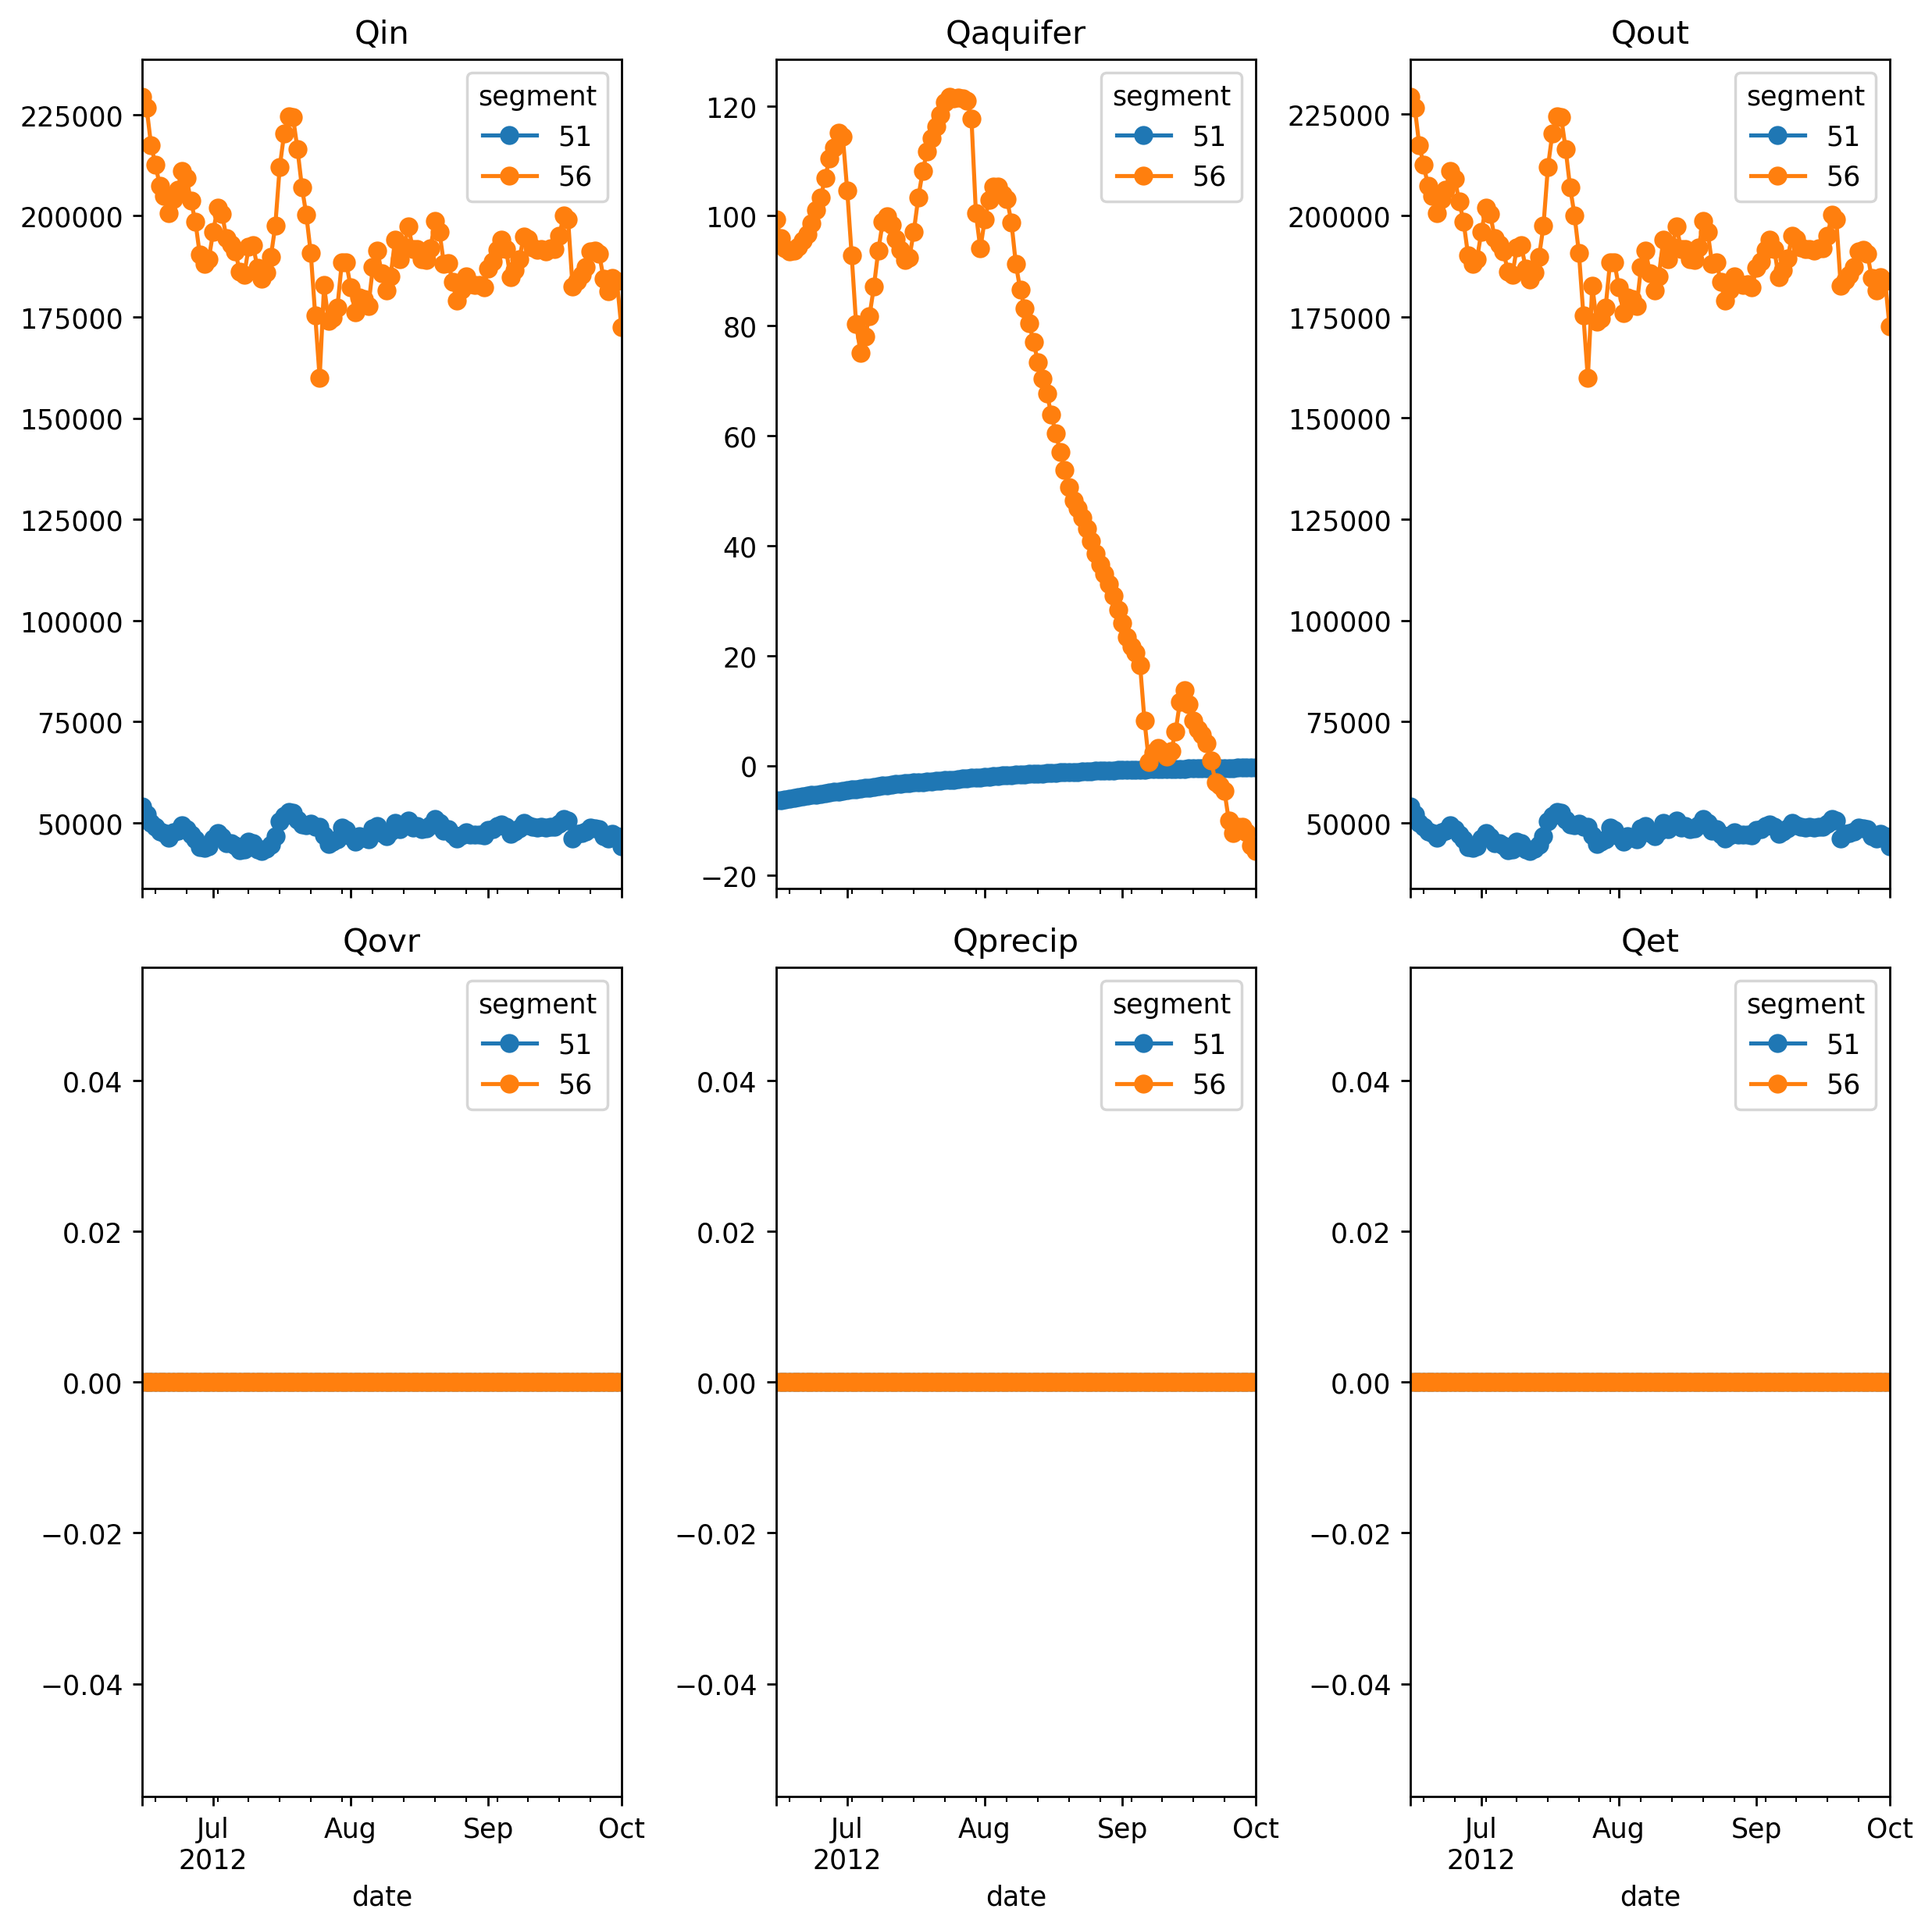 Qin
225000
200000
175000
150000
125000
100000
75000
50000
segment
51
56
Qaquifer
120
100
80
60
40
20
0
−20
segment
51
56
Qout
225000
200000
175000
150000
125000
100000
75000
50000
segment
51
56
Qovr
0.04
0.02
0.00
−0.02
−0.04
segment
51
56
Jul
2012
Aug
Sep
Oct
date
Qprecip
0.04
0.02
0.00
−0.02
−0.04
segment
51
56
Jul
2012
Aug
Sep
Oct
date
Qet
0.04
0.02
0.00
−0.02
−0.04
segment
51
56
Jul
2012
Aug
Sep
Oct
date